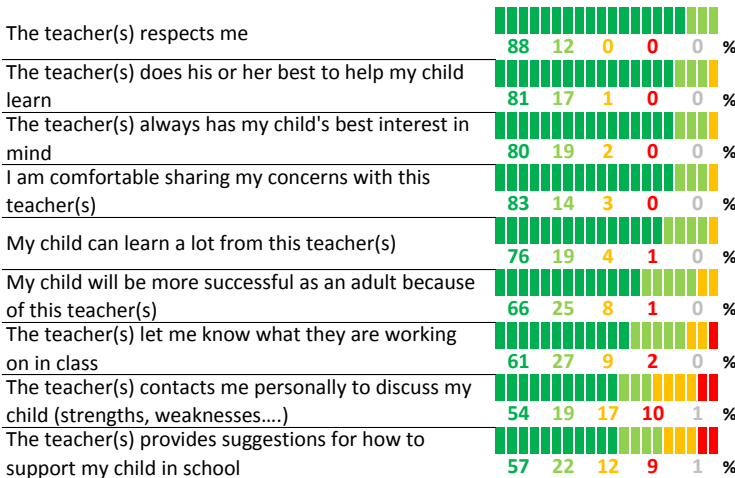 The teacher(s) respects me
88 12 0 0 0 %
The teacher(s) does his or her best to help my child
learn
81 17 1 0 0 %
The teacher(s) always has my child's best interest in
mind
80 19 2 0 0 %
I am comfortable sharing my concerns with this
teacher(s)
83 14 3 0 0 %
My child can learn a lot from this teacher(s)
76 19 4 1 0 %
My child will be more successful as an adult because
of this teacher(s)
66 25 8 1 0 %
The teacher(s) let me know what they are working
on in class
61 27 9 2 0 %
The teacher(s) contacts me personally to discuss my
child (strengths, weaknesses….)
54 19 17 10 1 %
The teacher(s) provides suggestions for how to
support my child in school
57 22 12 9 1 %